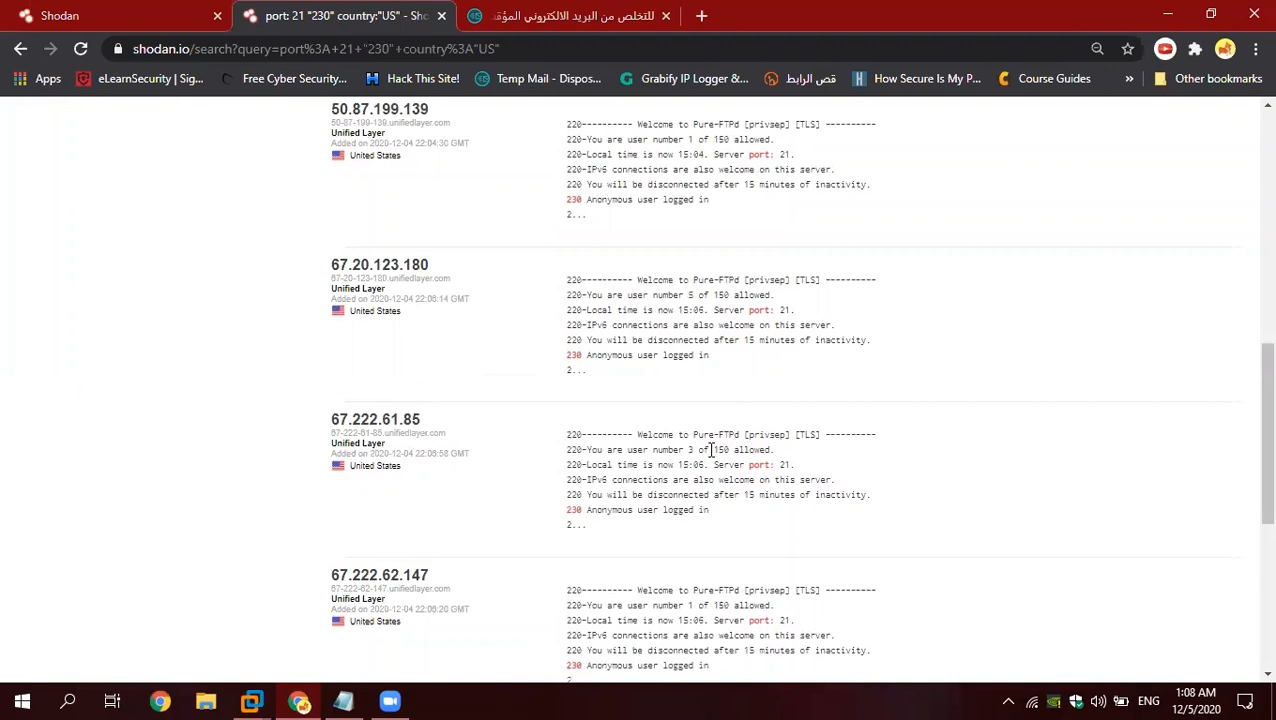 Shodan
port: 21 "230" country:"US" - Sho
للتخلص من البريد الالكتروني المؤقت
shodan.io/search?query=port%3A+21+"230"+country%3A"US"
Apps
eLearnSecurity | Sig...
Free Cyber Security...
Hack This Site!
Temp Mail - Dispos...
Grabify IP Logger &...
قص الرابط
How Secure Is My P...
Course Guides
»
Other bookmarks
50.87.199.139
50-87-199-139.unifiedlayer.com
Unified Layer
Added on 2020-12-04 22:04:30 GMT
United States
220---------- Welcome to Pure-FTPd [privsep] [TLS] ----------
220-You are user number 1 of 150 allowed.
220-Local time is now 15:04. Server port: 21.
220-IPv6 connections are also welcome on this server.
220 You will be disconnected after 15 minutes of inactivity.
230 Anonymous user logged in
2...
67.20.123.180
67-20-123-180.unifiedlayer.com
Unified Layer
Added on 2020-12-04 22:06:14 GMT
United States
220---------- Welcome to Pure-FTPd [privsep] [TLS] ----------
220-You are user number 5 of 150 allowed.
220-Local time is now 15:06. Server port: 21.
220-IPv6 connections are also welcome on this server.
220 You will be disconnected after 15 minutes of inactivity.
230 Anonymous user logged in
2...
67.222.61.85
67-222-61-85.unifiedlayer.com
Unified Layer
Added on 2020-12-04 22:06:58 GMT
United States
220---------- Welcome to Pure-FTPd [privsep] [TLS] ----------
220-You are user number 3 of 150 allowed.
220-Local time is now 15:06. Server port: 21.
220-IPv6 connections are also welcome on this server.
220 You will be disconnected after 15 minutes of inactivity.
230 Anonymous user logged in
2...
67.222.62.147
67-222-62-147.unifiedlayer.com
Unified Layer
Added on 2020-12-04 22:06:20 GMT
United States
220---------- Welcome to Pure-FTPd [privsep] [TLS] ----------
220-You are user number 1 of 150 allowed.
220-Local time is now 15:06. Server port: 21.
220-IPv6 connections are also welcome on this server.
220 You will be disconnected after 15 minutes of inactivity.
230 Anonymous user logged in
ENG
1:08 AM
12/5/2020